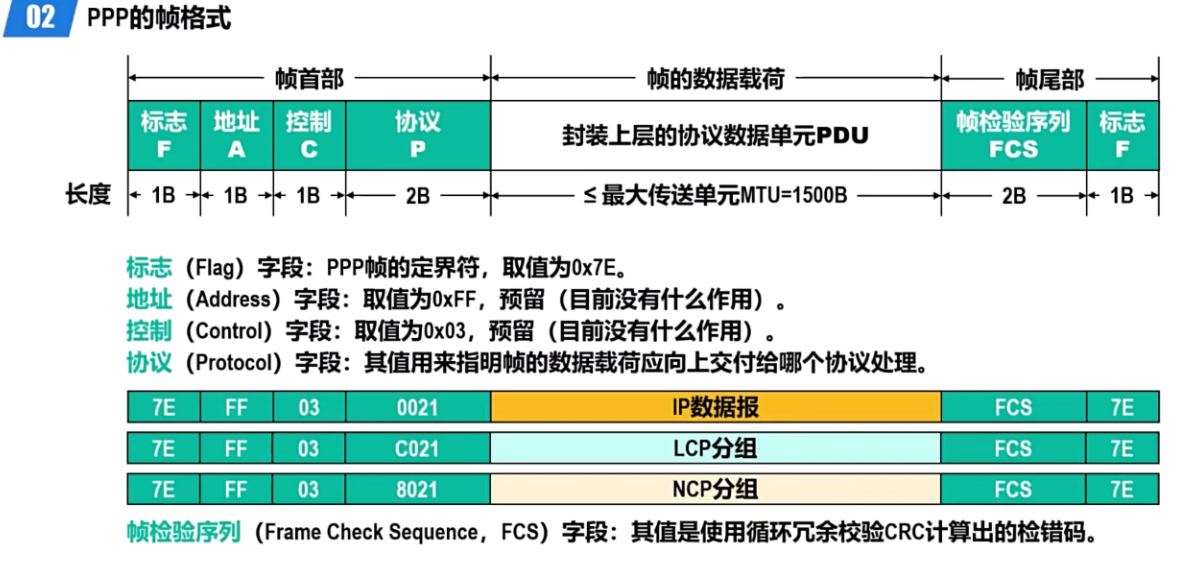 02 PPP的帧格式
帧首部 帧的数据载荷 帧尾部
标志 地址 控制 协议 封装上层的协议数据单元PDU 帧检验序列 标志
F A C P FCS F
长度 1B 1B 1B 2B ≤最大传送单元MTU=1500B 2B 1B
标志（Flag）字段：PPP帧的定界符，取值为0x7E。
地址（Address）字段：取值为0xFF，预留（目前没有什么作用）。
控制（Control）字段：取值为0x03，预留（目前没有什么作用）。
协议（Protocol）字段：其值用来指明帧的数据载荷应向上交付给哪个协议处理。
7E FF 03 0021 IP数据报 FCS 7E
7E FF 03 C021 LCP分组 FCS 7E
7E FF 03 8021 NCP分组 FCS 7E
帧检验序列（Frame Check Sequence，FCS）字段：其值是使用循环冗余校验CRC计算出的检错码。